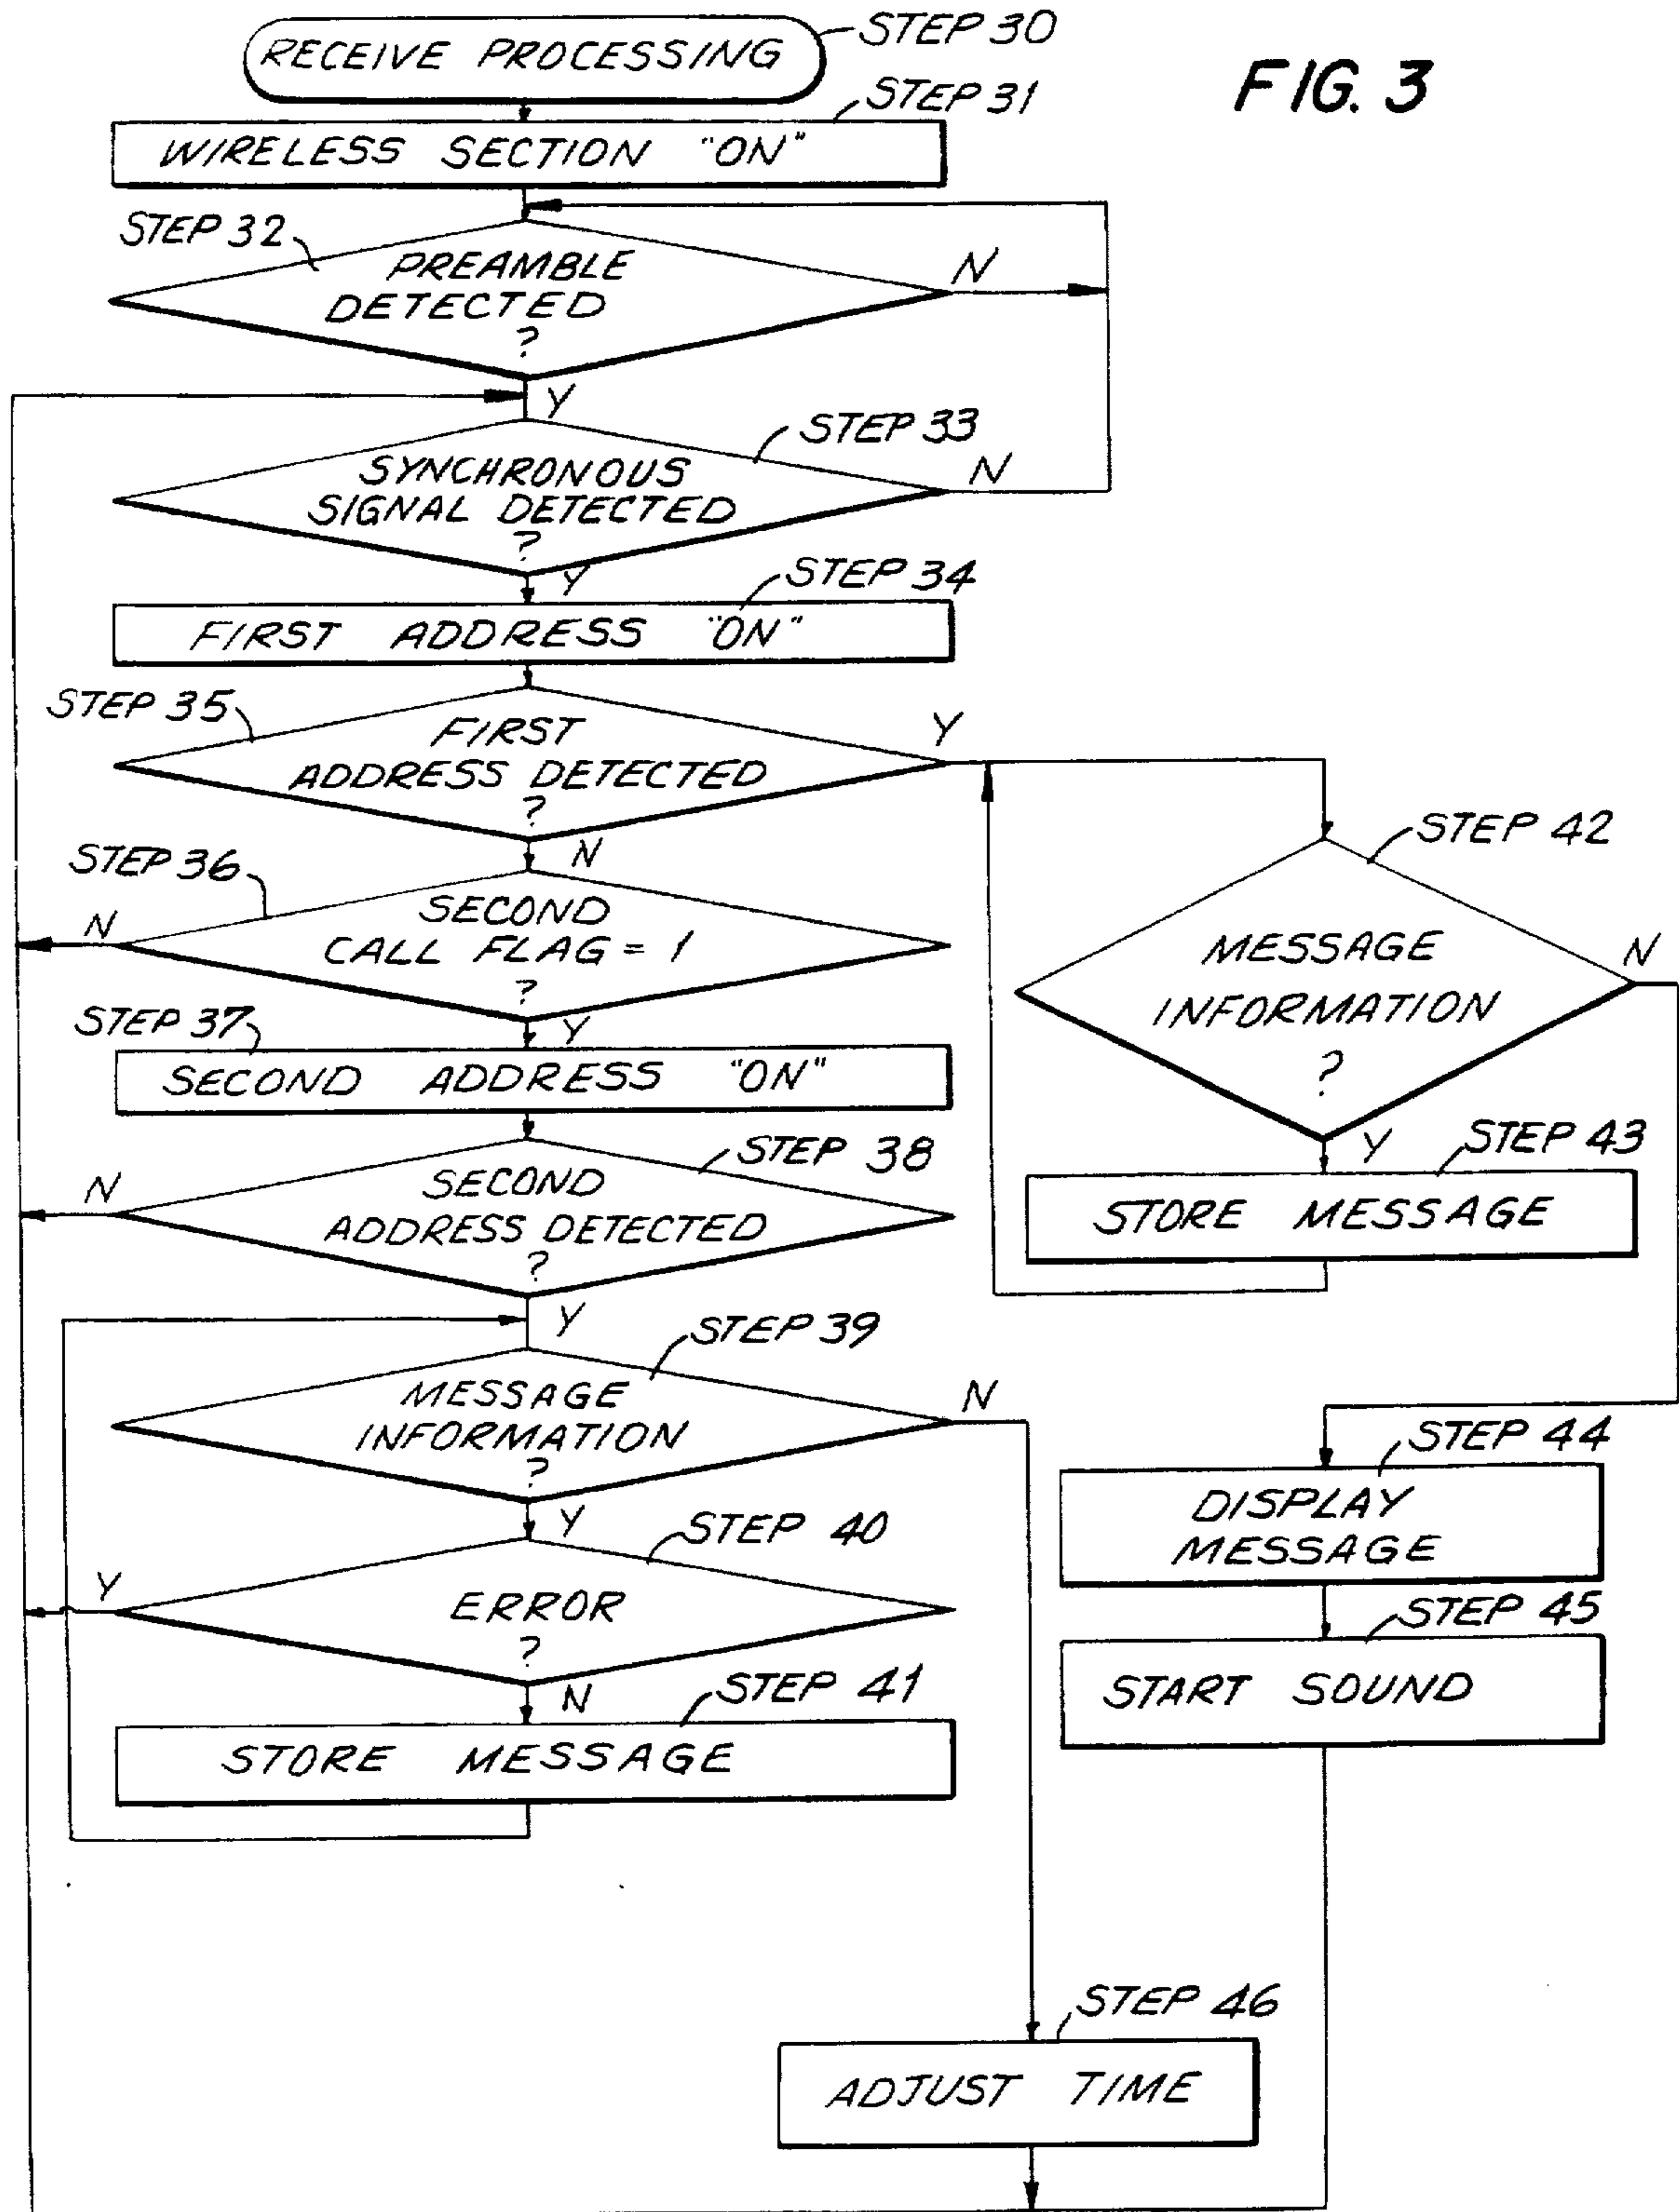 RECEIVE PROCESSING
STEP 30
FIG. 3
STEP 31
WIRELESS SECTION "ON"
STEP 32
PREAMBLE
DETECTED
?
N
Y
STEP 33
SYNCHRONOUS
SIGNAL DETECTED
?
N
Y
STEP 34
FIRST ADDRESS "ON"
STEP 35
FIRST
ADDRESS DETECTED
?
Y
N
STEP 36
SECOND
CALL FLAG = 1
?
N
Y
STEP 37
SECOND ADDRESS "ON"
STEP 38
SECOND
ADDRESS DETECTED
?
N
Y
STEP 39
MESSAGE
INFORMATION
?
N
Y
STEP 40
ERROR
?
Y
N
STEP 41
STORE MESSAGE
STEP 42
MESSAGE
INFORMATION
?
N
Y
STEP 43
STORE MESSAGE
STEP 44
DISPLAY
MESSAGE
STEP 45
START SOUND
STEP 46
ADJUST TIME